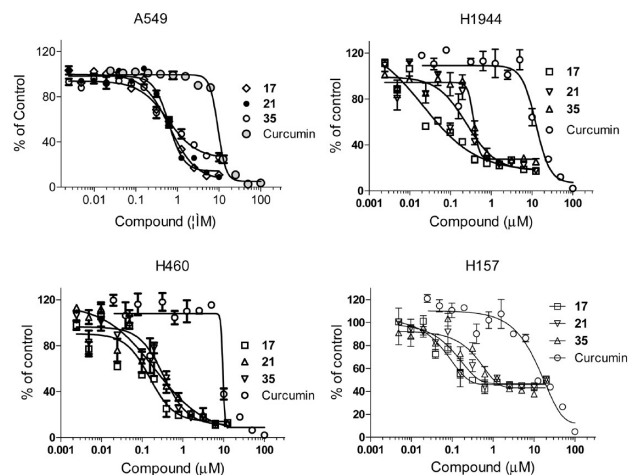 A549
120
80
40
0
% of Control
0.01 0.1 1 10 100
Compound (¦ÌM)
17
21
35
Curcumin
H1944
120
80
40
0
% of Control
0.001 0.01 0.1 1 10 100
Compound (μM)
17
21
35
Curcumin
H460
120
100
80
60
40
20
0
% of control
0.001 0.01 0.1 1 10 100
Compound (μM)
17
21
35
Curcumin
H157
120
100
80
60
40
20
0
% of control
0.001 0.01 0.1 1 10 100
Compound (μM)
17
21
35
Curcumin